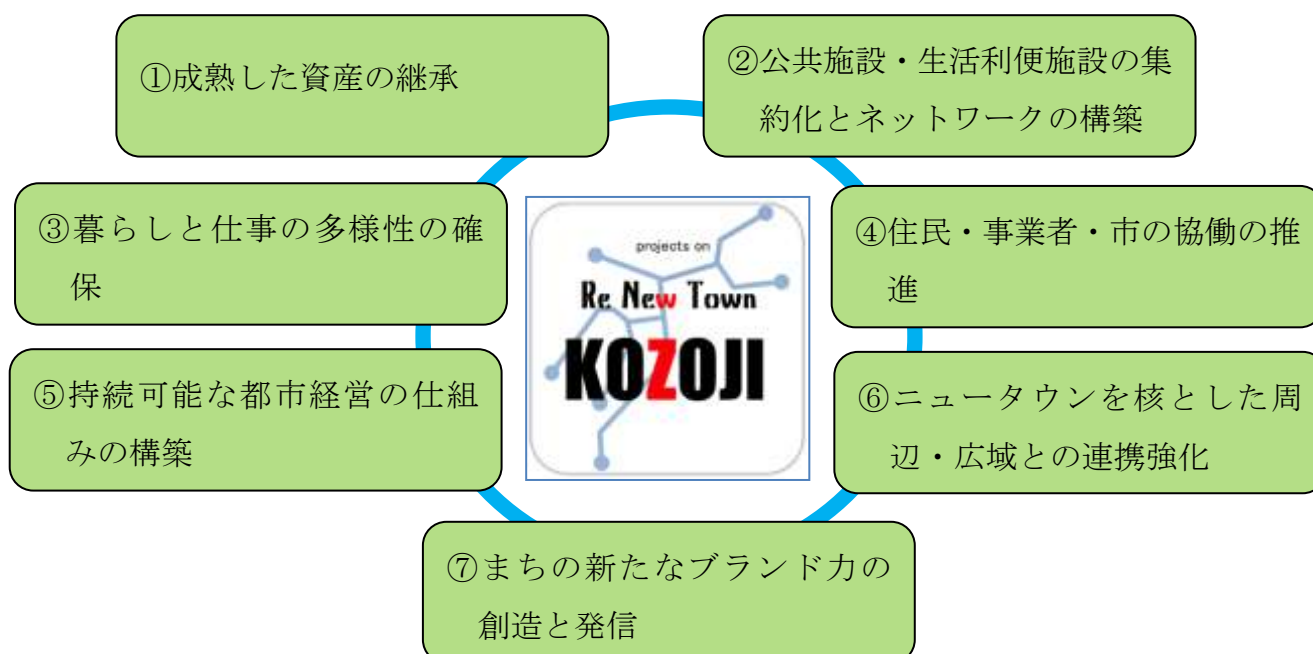 ①成熟した資産の継承
②公共施設・生活利便施設の集
約化とネットワークの構築
③暮らしと仕事の多様性の確
保
④住民・事業者・市の協働の推
進
projects on
Re New Town
KOZOJI
⑤持続可能な都市経営の仕組
みの構築
⑥ニュータウンを核とした周
辺・広域との連携強化
⑦まちの新たなブランド力の
創造と発信